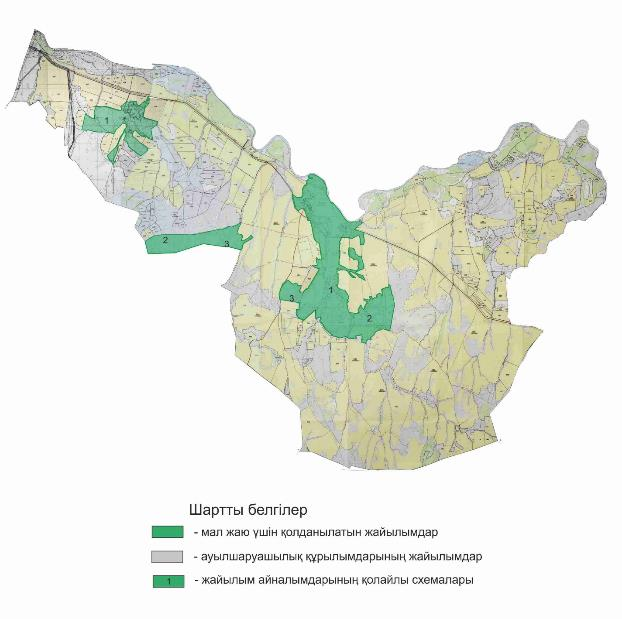 1
2
3
1
3
2
Шартты белгілер
- мал жаю үшін қолданылатын жайылымдар
- ауылшаруашылық құрылымдарының жайылымдар
1 - жайылым айналымдарының қолайлы схемалары